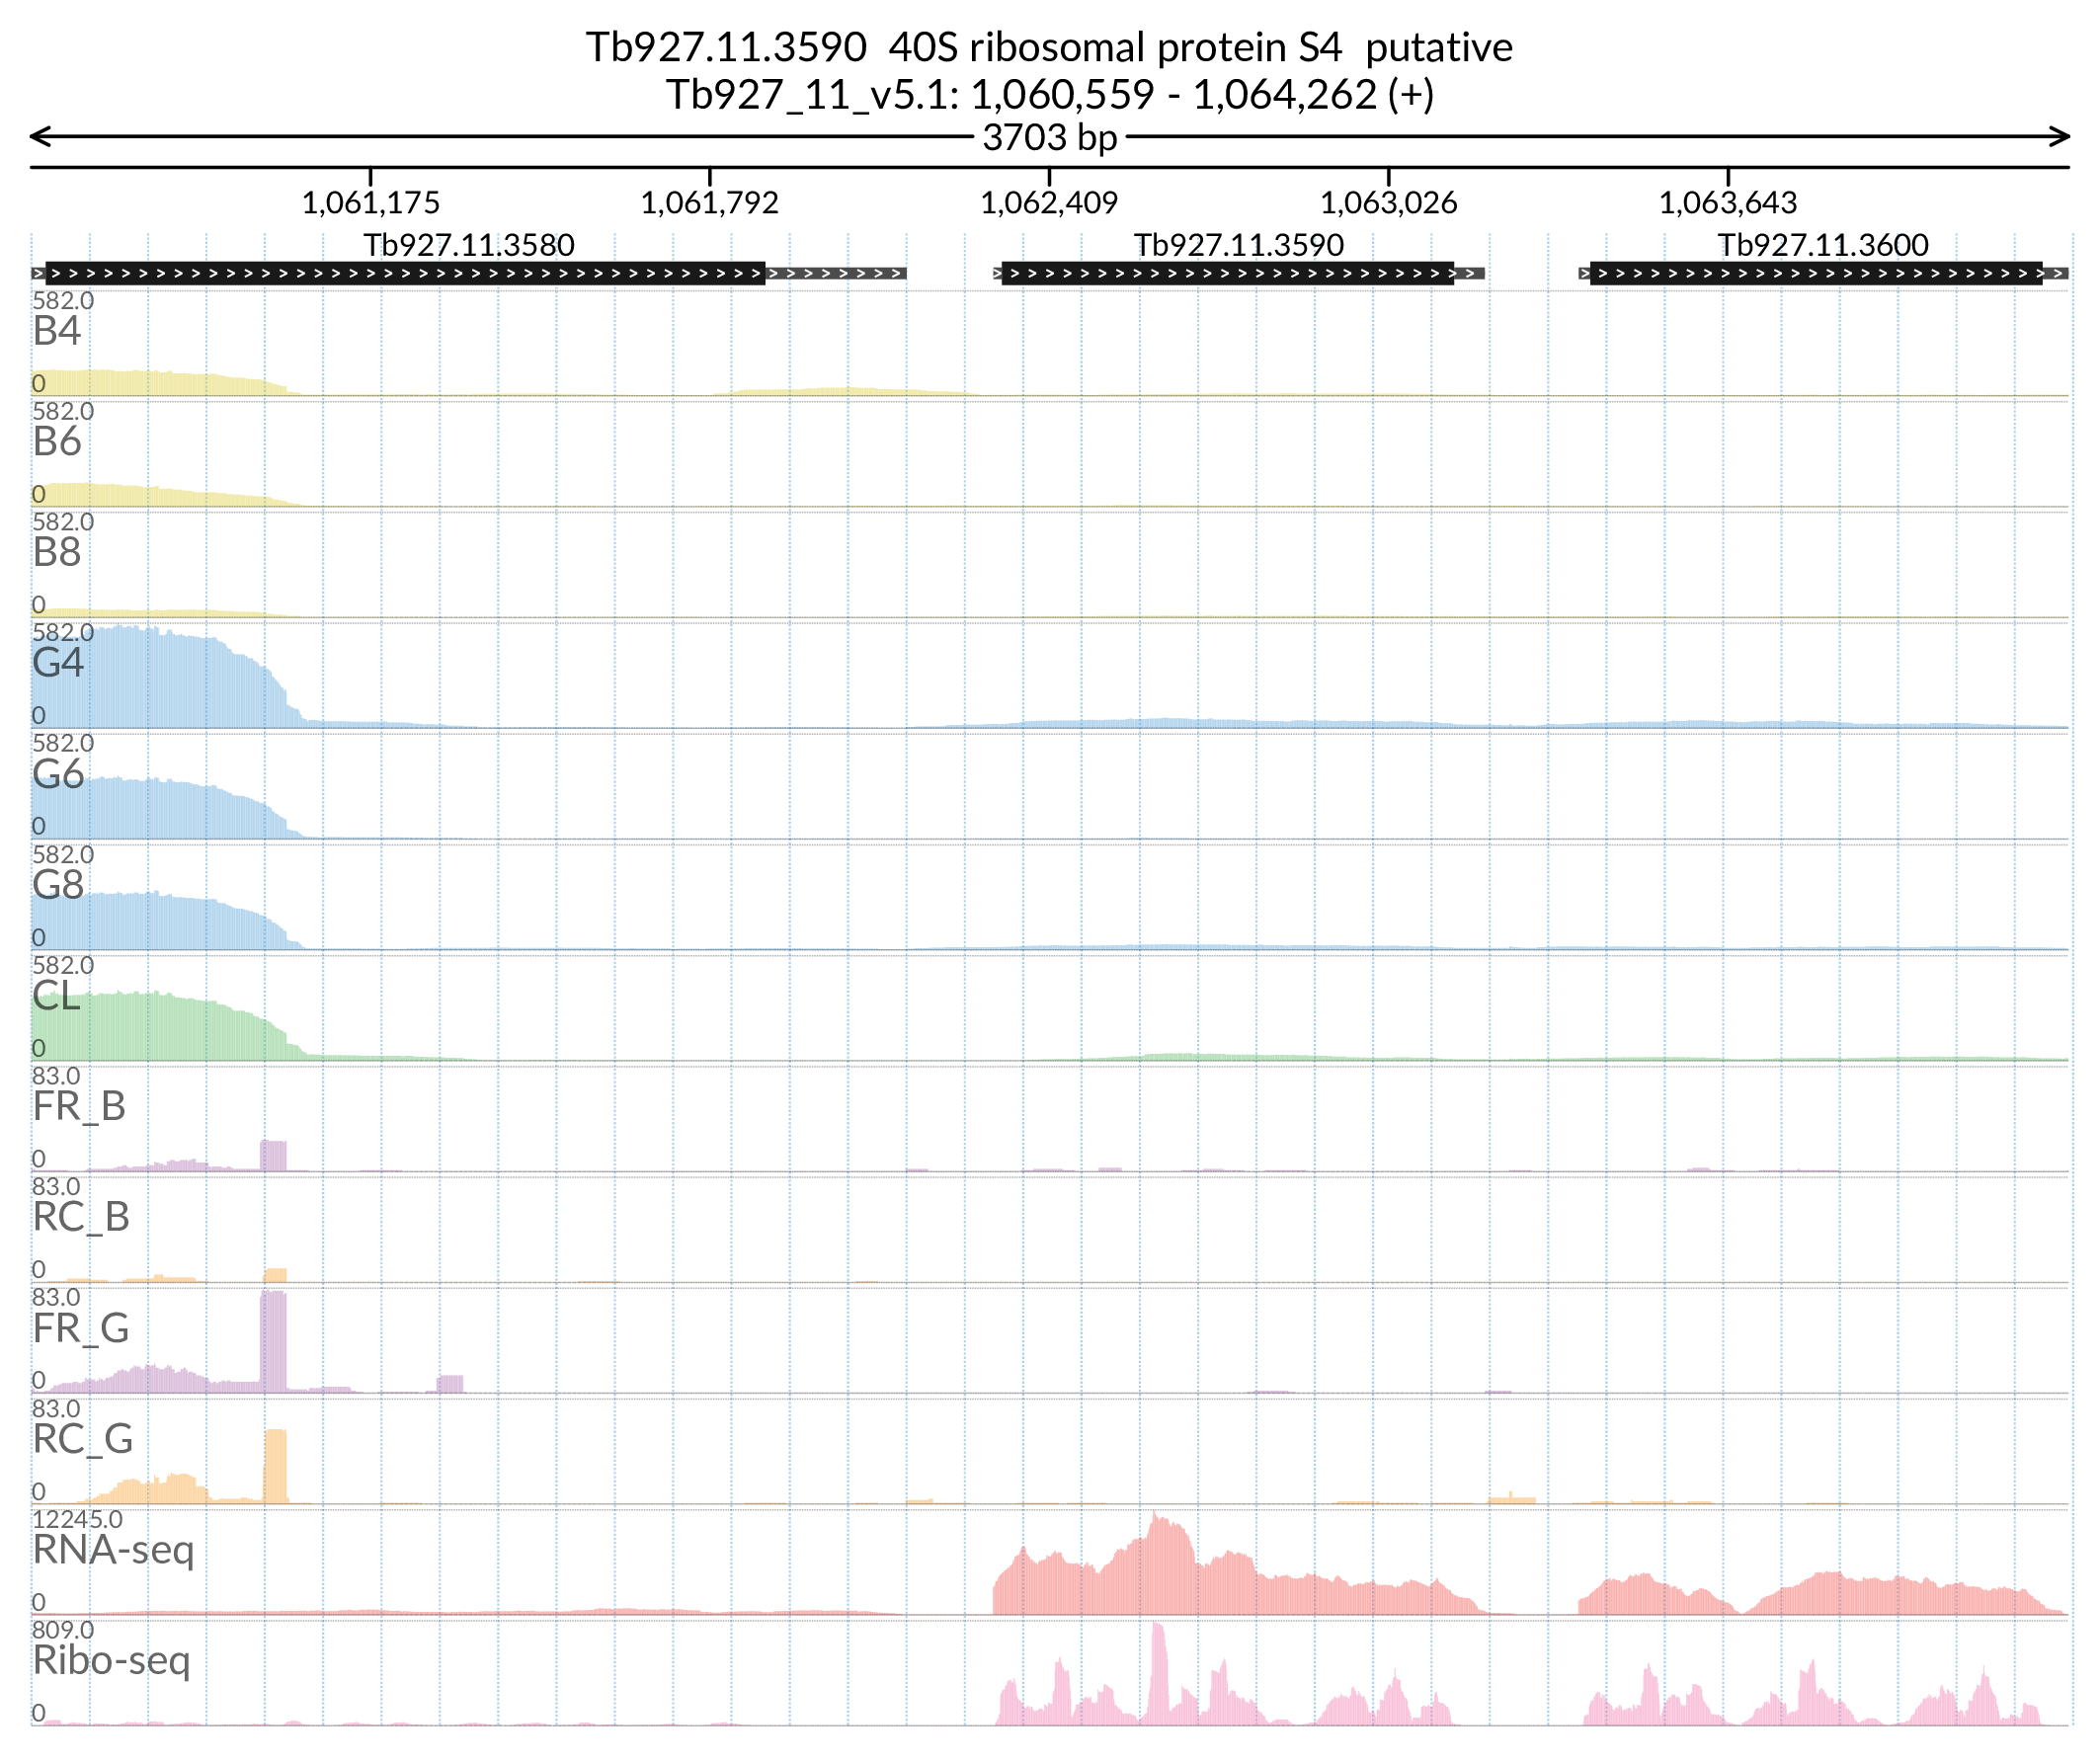 Tb927.11.3590  40S ribosomal protein S4  putative
Tb927_11_v5.1: 1,060,559 - 1,064,262 (+)
3703 bp
1,061,175 1,061,792 1,062,409 1,063,026 1,063,643
Tb927.11.3580 Tb927.11.3590 Tb927.11.3600
582.0
B4
0
582.0
B6
0
582.0
B8
0
582.0
G4
0
582.0
G6
0
582.0
G8
0
582.0
CL
0
83.0
FR_B
0
83.0
RC_B
0
83.0
FR_G
0
83.0
RC_G
0
12245.0
RNA-seq
0
809.0
Ribo-seq
0